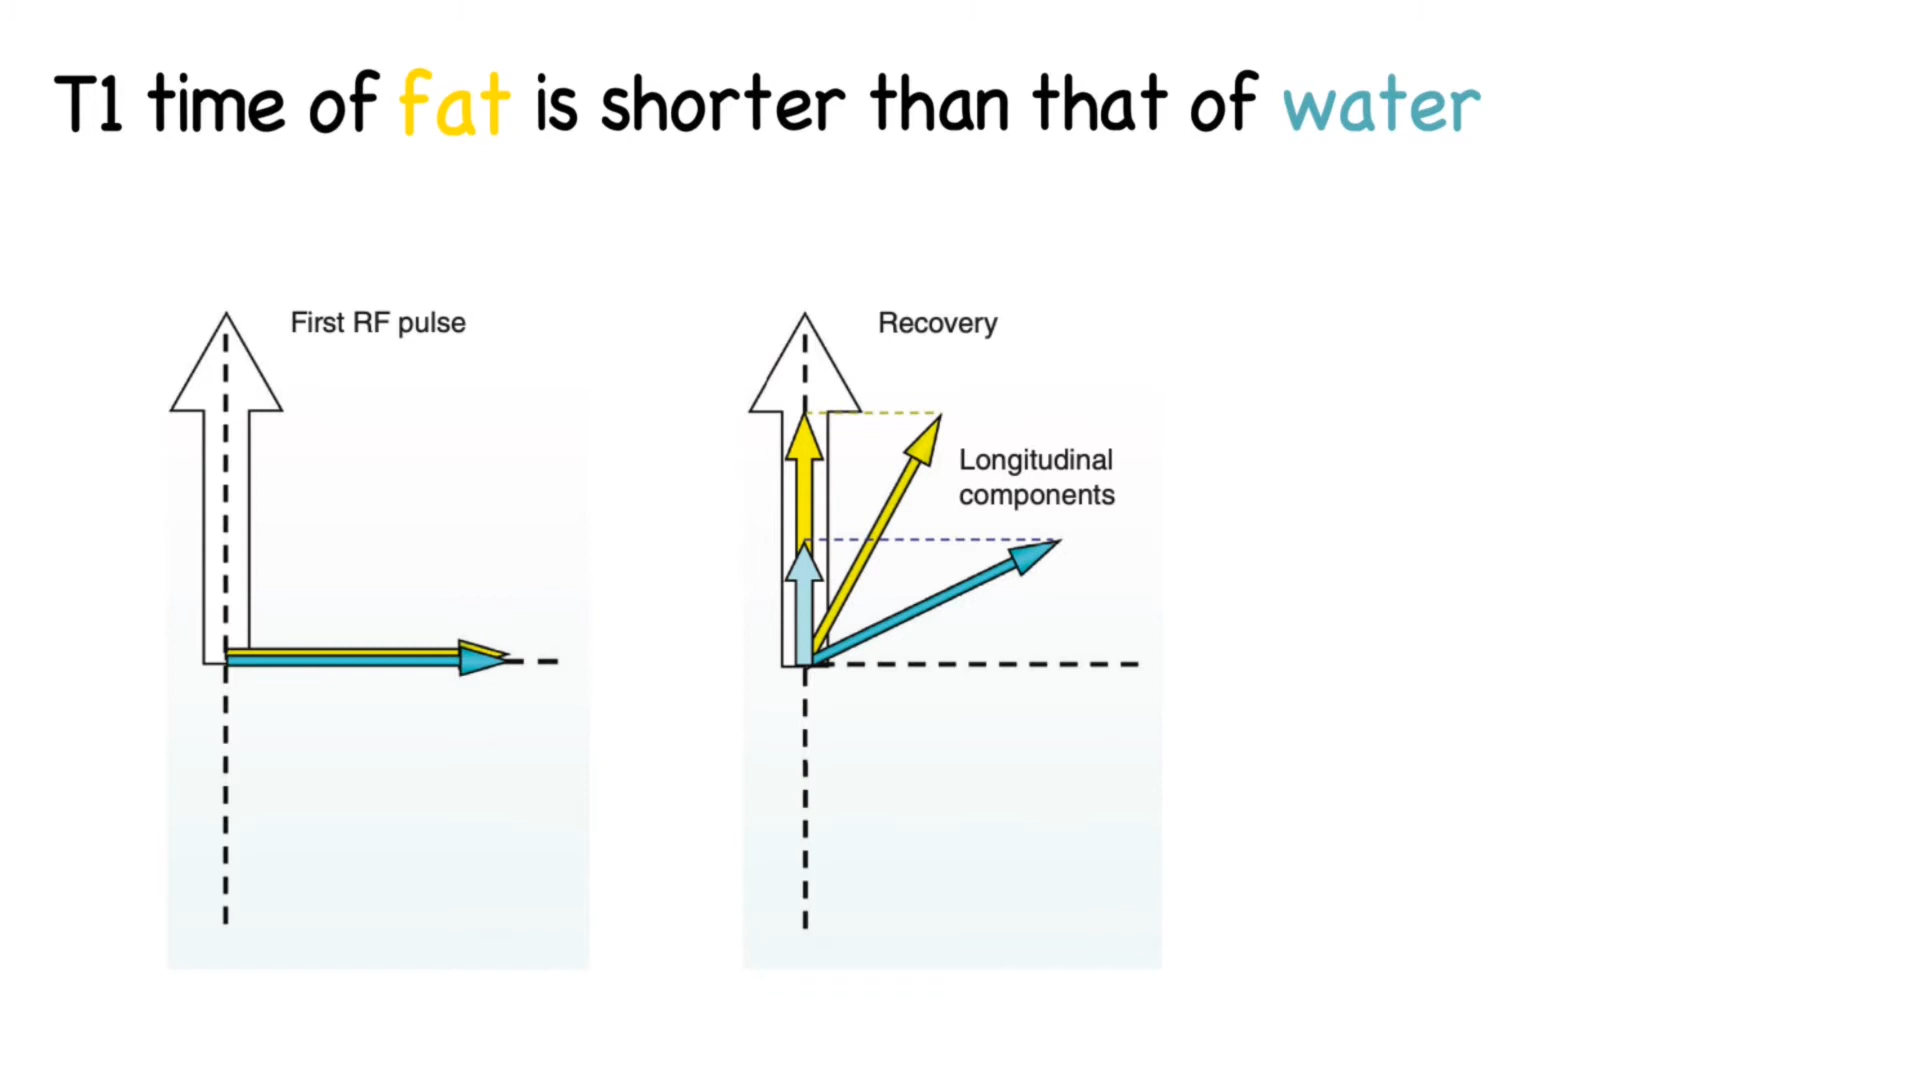 T1 time of fat is shorter than that of water
First RF pulse
Recovery
Longitudinal
components